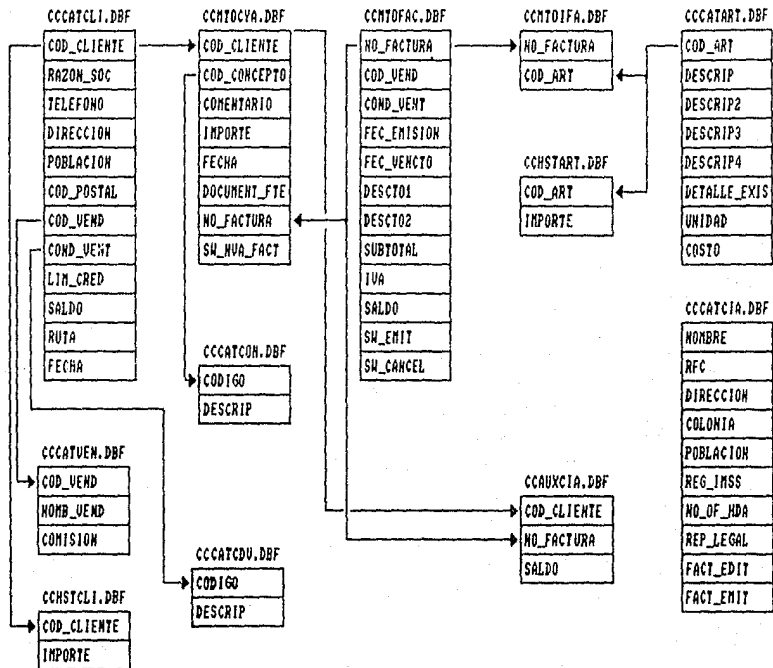 CCCATCLI.DBF
COD_CLIENTE
RAZON_SOC
TELEFONO
DIRECCION
POBLACION
COD_POSTAL
COD_VEND
COND_VENT
LIM_CRED
SALDO
RUTA
FECHA
CCMTOCVA.DBF
COD_CLIENTE
COD_CONCEPTO
COMENTARIO
IMPORTE
FECHA
DOCUMENT_FTE
NO_FACTURA
SW_NVA_FACT
CCMTOFAC.DBF
NO_FACTURA
COD_VEND
COND_VENT
FEC_EMISION
FEC_VENCTO
DESCTO1
DESCTO2
SUBTOTAL
IVA
SALDO
SW_EMIT
SW_CANCEL
CCMTOIFA.DBF
NO_FACTURA
COD_ART
CCCATART.DBF
COD_ART
DESCRIP
DESCRIP2
DESCRIP3
DESCRIP4
DETALLE_EXIS
UNIDAD
COSTO
CCHSTART.DBF
COD_ART
IMPORTE
CCCATCON.DBF
CODIGO
DESCRIP
CCCATCIA.DBF
NOMBRE
RFC
DIRECCION
COLONIA
POBLACION
REG_IMSS
NO_OF_HDA
REP_LEGAL
FACT_EDIT
FACT_EMIT
CCCATVEN.DBF
COD_VEND
NOMB_VEND
COMISION
CCAUXCIA.DBF
COD_CLIENTE
NO_FACTURA
SALDO
CCCATCDV.DBF
CODIGO
DESCRIP
CCHSTCLI.DBF
COD_CLIENTE
IMPORTE